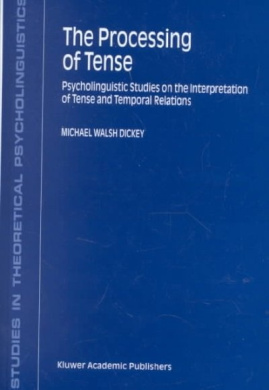 The Processing
of Tense
Psycholinguistic Studies on the Interpretation
of Tense and Temporal Relations
MICHAEL WALSH DICKEY
STUDIES IN THEORETICAL PSYCHOLINGUISTICS
Kluwer Academic Publishers